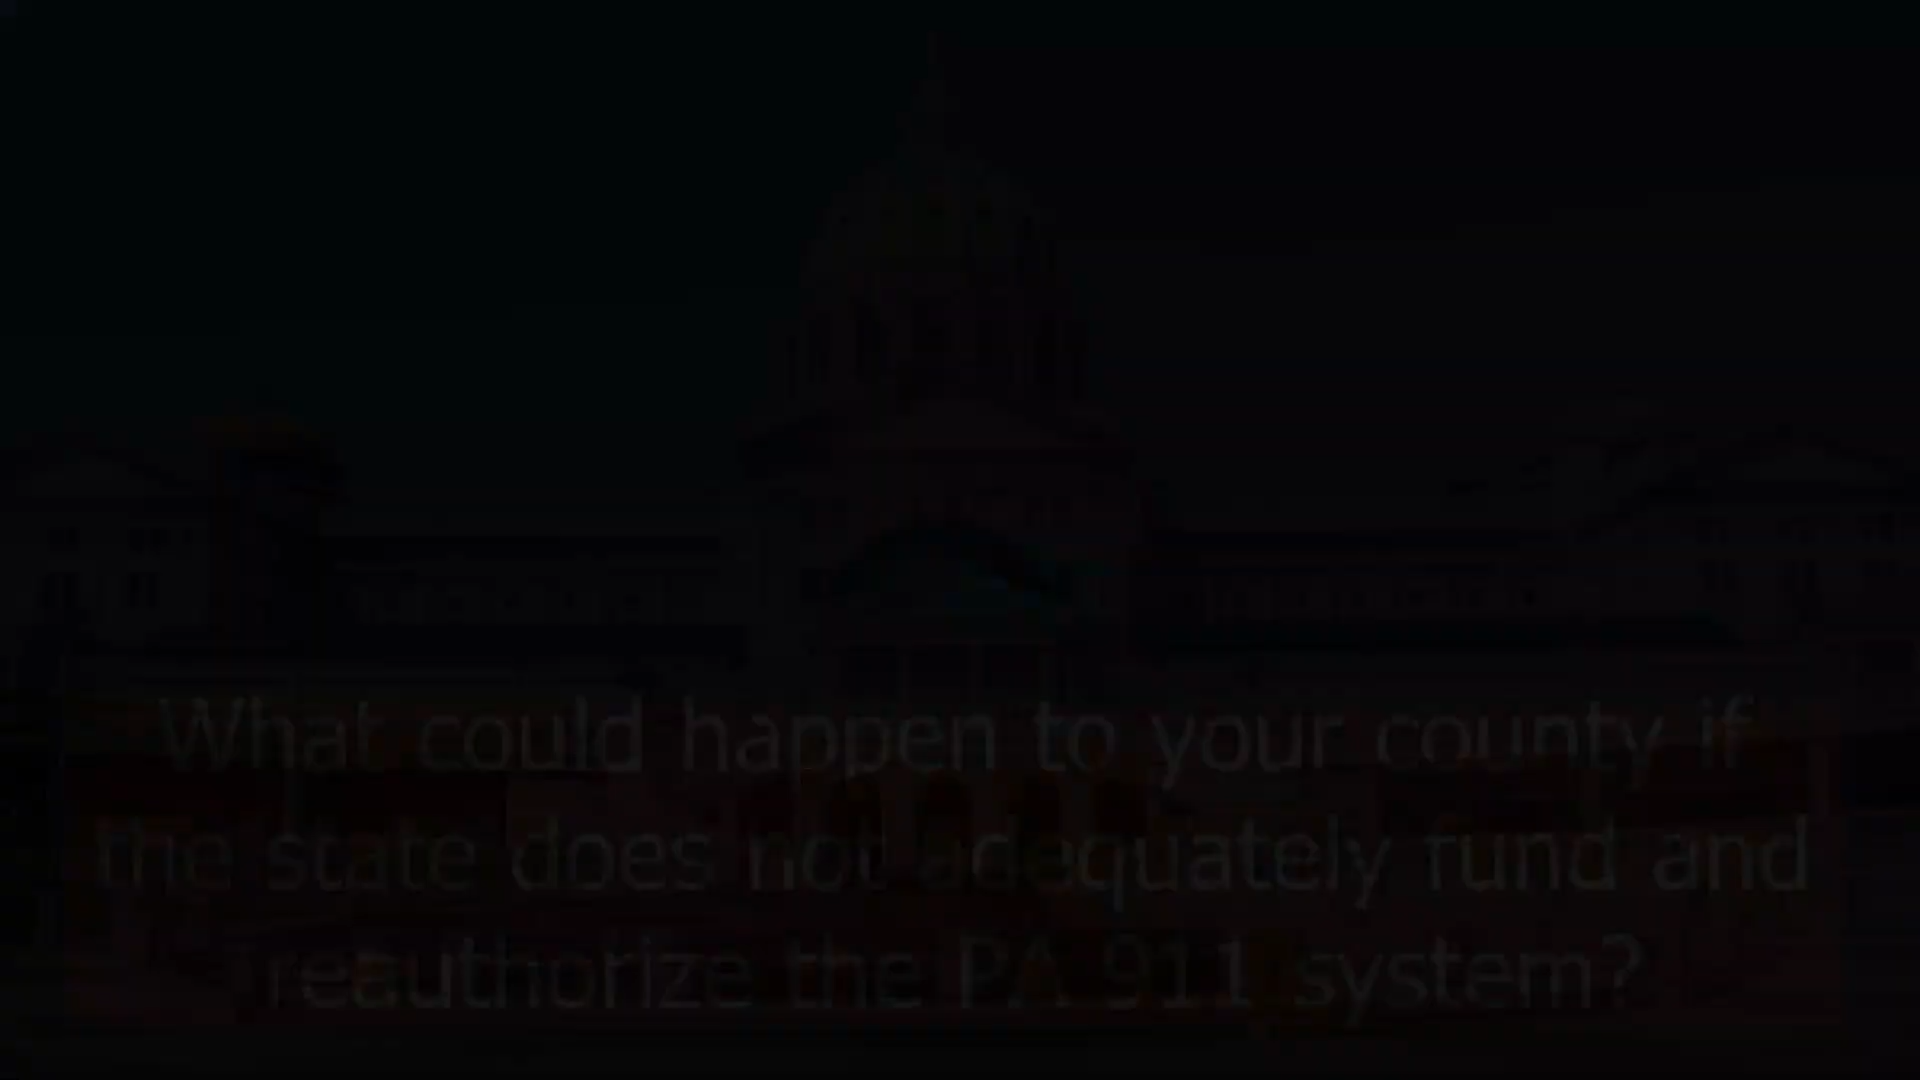 What could happen to your county if
the state does not adequately fund and
reauthorize the PA 911 system?